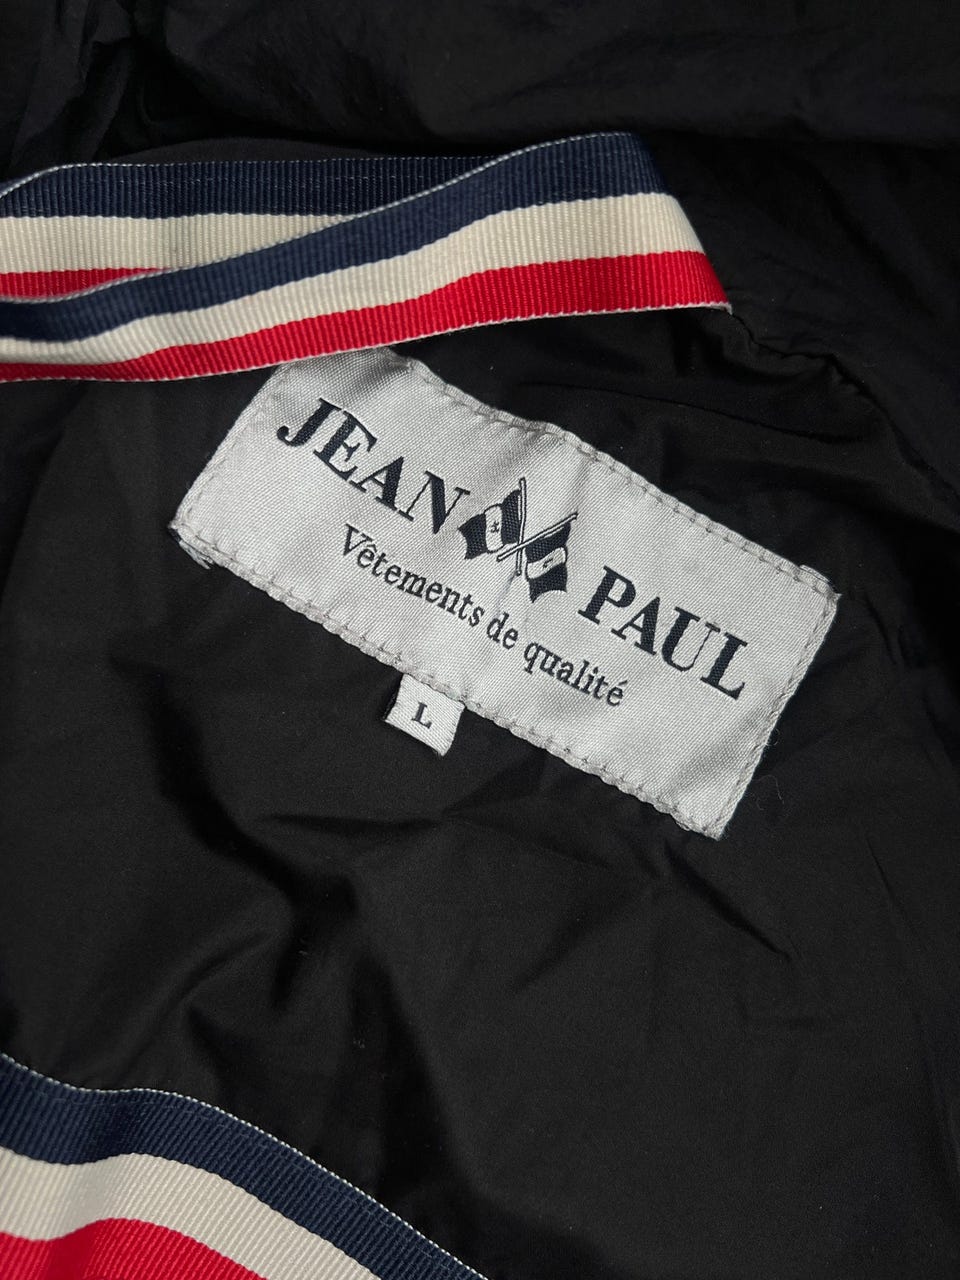 JEAN PAUL
Vêtements de qualité
L